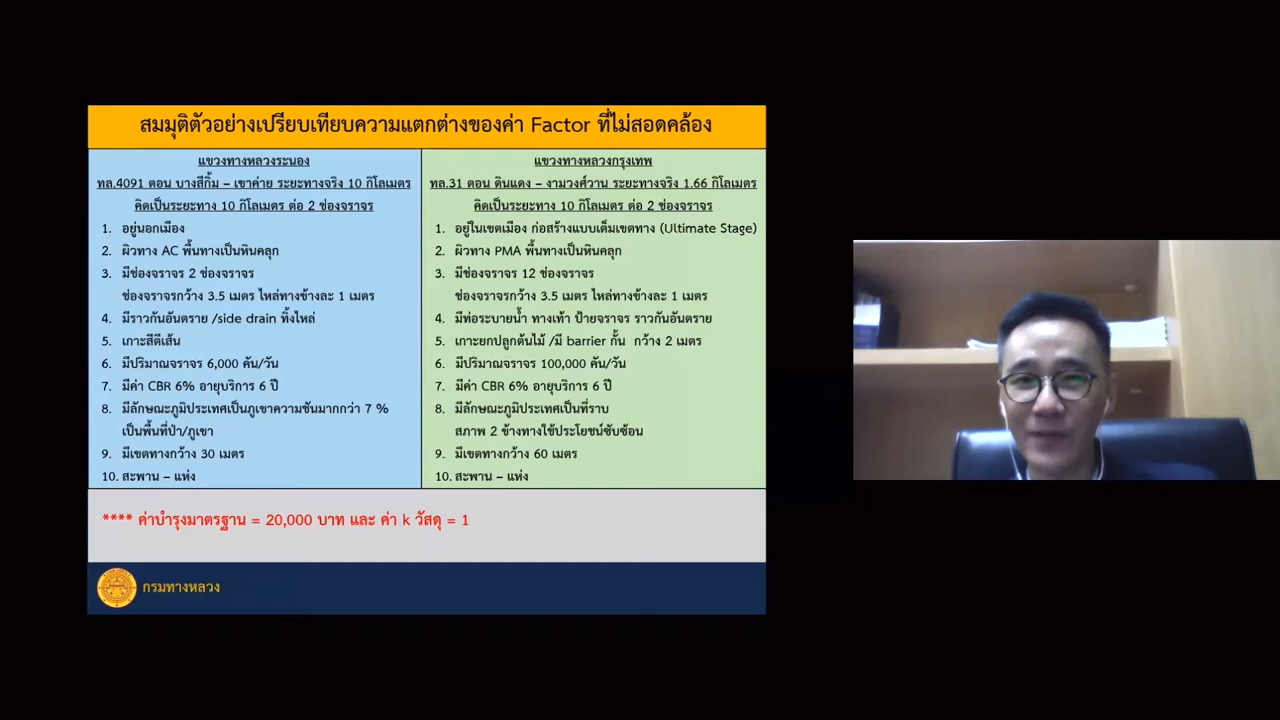 สมมุติตัวอย่างเปรียบเทียบความแตกต่างของค่า Factor ที่ไม่สอดคล้อง
แขวงทางหลวงระนอง
ทล.4091 ตอน บางสีกิ้ม – เขาค่าย ระยะทางจริง 10 กิโลเมตร
คิดเป็นระยะทาง 10 กิโลเมตร ต่อ 2 ช่องจราจร
1. อยู่นอกเมือง
2. ผิวทาง AC พื้นทางเป็นหินคลุก
3. มีช่องจราจร 2 ช่องจราจร
ช่องจราจรกว้าง 3.5 เมตร ไหล่ทางข้างละ 1 เมตร
4. มีราวกันอันตราย /side drain ทิ้งไหล่
5. เกาะสีตีเส้น
6. มีปริมาณจราจร 6,000 คัน/วัน
7. มีค่า CBR 6% อายุบริการ 6 ปี
8. มีลักษณะภูมิประเทศเป็นภูเขาความชันมากกว่า 7 %
เป็นพื้นที่ป่า/ภูเขา
9. มีเขตทางกว้าง 30 เมตร
10. สะพาน – แห่ง
แขวงทางหลวงกรุงเทพ
ทล.31 ตอน ดินแดง – งามวงศ์วาน ระยะทางจริง 1.66 กิโลเมตร
คิดเป็นระยะทาง 10 กิโลเมตร ต่อ 2 ช่องจราจร
1. อยู่ในเขตเมือง ก่อสร้างแบบเต็มเขตทาง (Ultimate Stage)
2. ผิวทาง PMA พื้นทางเป็นหินคลุก
3. มีช่องจราจร 12 ช่องจราจร
ช่องจราจรกว้าง 3.5 เมตร ไหล่ทางข้างละ 1 เมตร
4. มีท่อระบายน้ำ ทางเท้า ป้ายจราจร ราวกันอันตราย
5. เกาะยกปลูกต้นไม้ /มี barrier กั้น กว้าง 2 เมตร
6. มีปริมาณจราจร 100,000 คัน/วัน
7. มีค่า CBR 6% อายุบริการ 6 ปี
8. มีลักษณะภูมิประเทศเป็นที่ราบ
สภาพ 2 ข้างทางใช้ประโยชน์ซับซ้อน
9. มีเขตทางกว้าง 60 เมตร
10. สะพาน – แห่ง
**** ค่าบำรุงมาตรฐาน = 20,000 บาท และ ค่า k วัสดุ = 1
กรมทางหลวง